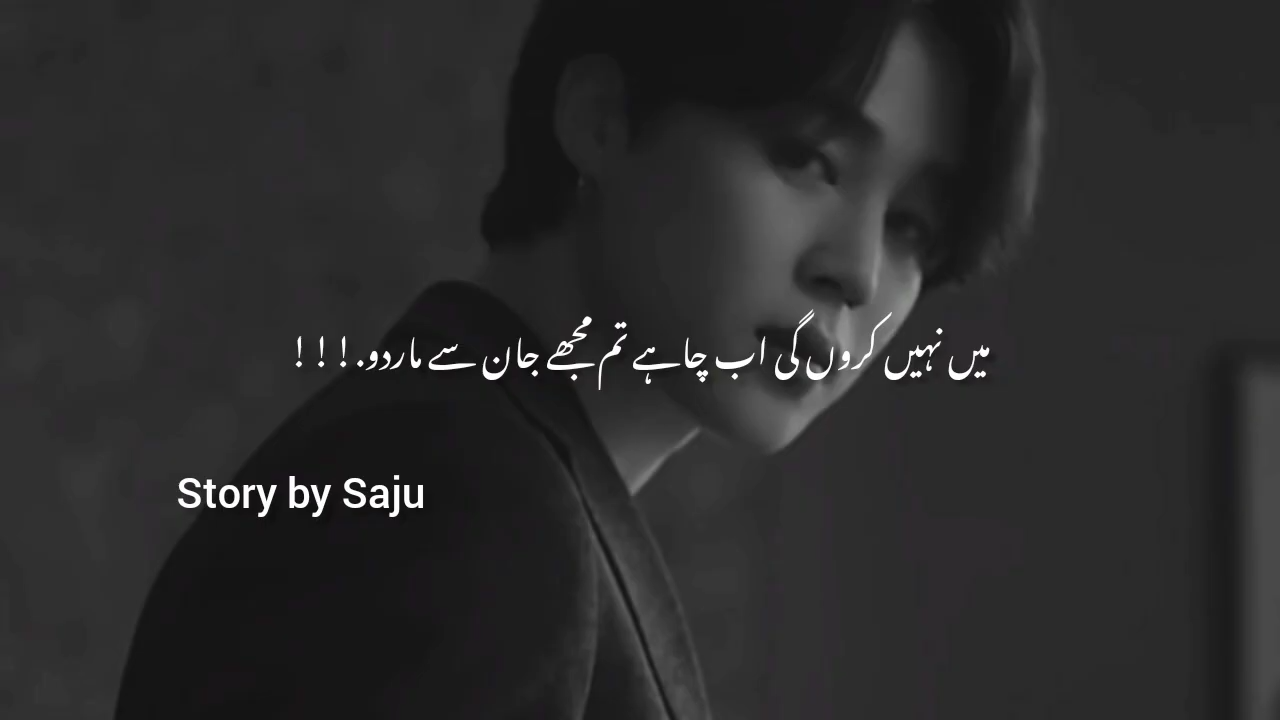 میں نہیں کروں گی اب چاہے تم مجھے جان سے ماردو.!!!
Story by Saju